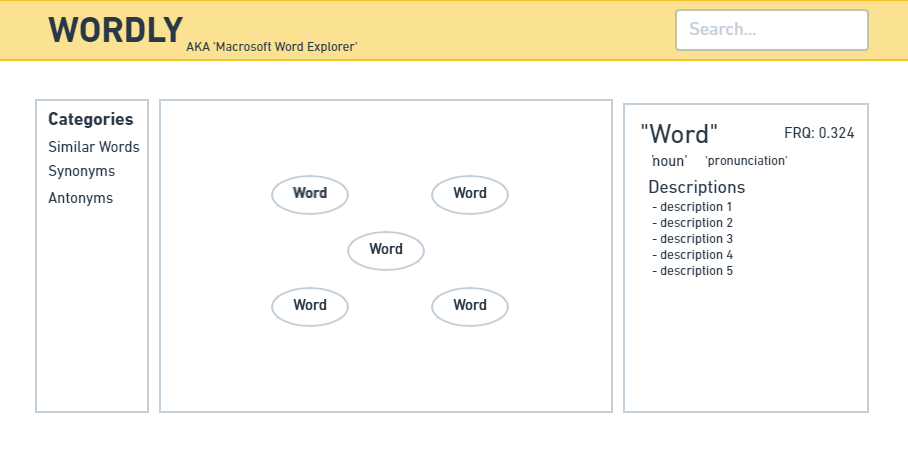 WORDLY
AKA 'Macrosoft Word Explorer'
Search...
Categories
Similar Words
Synonyms
Antonyms
Word
Word
Word
Word
Word
"Word"
FRQ: 0.324
'noun'
'pronunciation'
Descriptions
- description 1
- description 2
- description 3
- description 4
- description 5